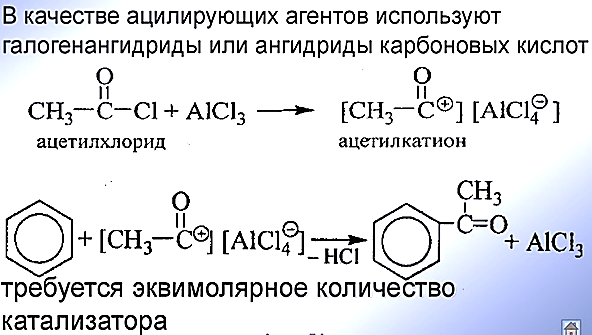 В качестве ацилирующих агентов используют
галогенангидриды или ангидриды карбоновых кислот
O O
CH₃—C—Cl + AlCl₃ → [CH₃—C⊕] [AlCl₄⊖]
ацетилхлорид ацетилкатион
CH₃
O
+ [CH₃—C⊕] [AlCl₄⊖] → C=O
– HCl + AlCl₃
требуется эквимолярное количество
катализатора